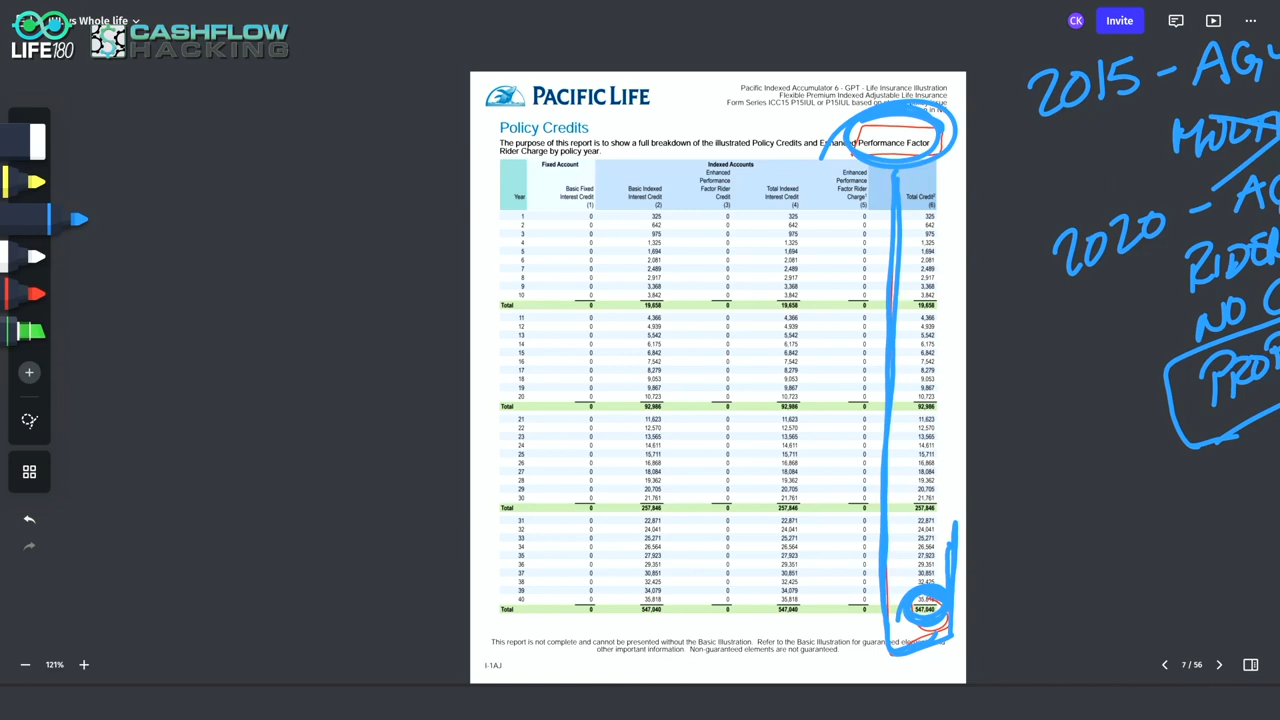 ys Whole life
LIFE180
CASHFLOW
HACKING
CK
Invite
PACIFIC LIFE
Pacific Indexed Accumulator 6 - GPT - Life Insurance Illustration
Flexible Premium Indexed Adjustable Life Insurance
Form Series ICC15 P15IUL or P15IUL based on
Policy Credits
The purpose of this report is to show a full breakdown of the illustrated Policy Credits and Enhanced Performance Factor
Rider Charge by policy year.
Fixed Account
Indexed Accounts
Year
Basic Fixed Interest Credit (1)
Basic Indexed Interest Credit (2)
Enhanced Performance Factor Rider Credit (3)
Total Indexed Interest Credit (4)
Enhanced Performance Factor Rider Charge¹ (5)
Total Credit² (6)
1 0 325 0 325 0 325
2 0 642 0 642 0 642
3 0 975 0 975 0 975
4 0 1,325 0 1,325 0 1,325
5 0 1,694 0 1,694 0 1,694
6 0 2,081 0 2,081 0 2,081
7 0 2,489 0 2,489 0 2,489
8 0 2,917 0 2,917 0 2,917
9 0 3,368 0 3,368 0 3,368
10 0 3,842 0 3,842 0 3,842
Total 0 19,658 0 19,658 0 19,658
11 0 4,366 0 4,366 0 4,366
12 0 4,939 0 4,939 0 4,939
13 0 5,542 0 5,542 0 5,542
14 0 6,175 0 6,175 0 6,175
15 0 6,842 0 6,842 0 6,842
16 0 7,542 0 7,542 0 7,542
17 0 8,279 0 8,279 0 8,279
18 0 9,053 0 9,053 0 9,053
19 0 9,867 0 9,867 0 9,867
20 0 10,723 0 10,723 0 10,723
Total 0 92,986 0 92,986 0 92,986
21 0 11,623 0 11,623 0 11,623
22 0 12,570 0 12,570 0 12,570
23 0 13,565 0 13,565 0 13,565
24 0 14,611 0 14,611 0 14,611
25 0 15,711 0 15,711 0 15,711
26 0 16,868 0 16,868 0 16,868
27 0 18,084 0 18,084 0 18,084
28 0 19,362 0 19,362 0 19,362
29 0 20,705 0 20,705 0 20,705
30 0 21,761 0 21,761 0 21,761
Total 0 257,846 0 257,846 0 257,846
31 0 22,871 0 22,871 0 22,871
32 0 24,041 0 24,041 0 24,041
33 0 25,271 0 25,271 0 25,271
34 0 26,564 0 26,564 0 26,564
35 0 27,923 0 27,923 0 27,923
36 0 29,351 0 29,351 0 29,351
37 0 30,851 0 30,851 0 30,851
38 0 32,425 0 32,425 0 32,425
39 0 34,079 0 34,079 0 34,079
40 0 35,818 0 35,818 0 35,818
Total 0 547,040 0 547,040 0 547,040
This report is not complete and cannot be presented without the Basic Illustration. Refer to the Basic Illustration for guaranteed elements and
other important information. Non-guaranteed elements are not guaranteed.
I-1AJ
2015 - AG
2020 - AG
RIDER
NO C
PROF
121%
7 / 56